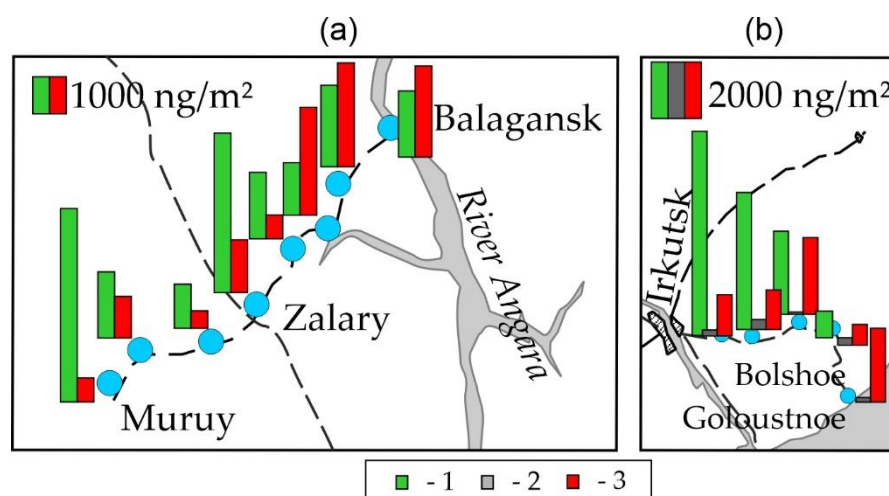 (a)
(b)
1000 ng/m²
Balagansk
River Angara
Zalary
Muruy
2000 ng/m²
Irkutsk
Bolshoe
Goloustnoe
- 1
- 2
- 3